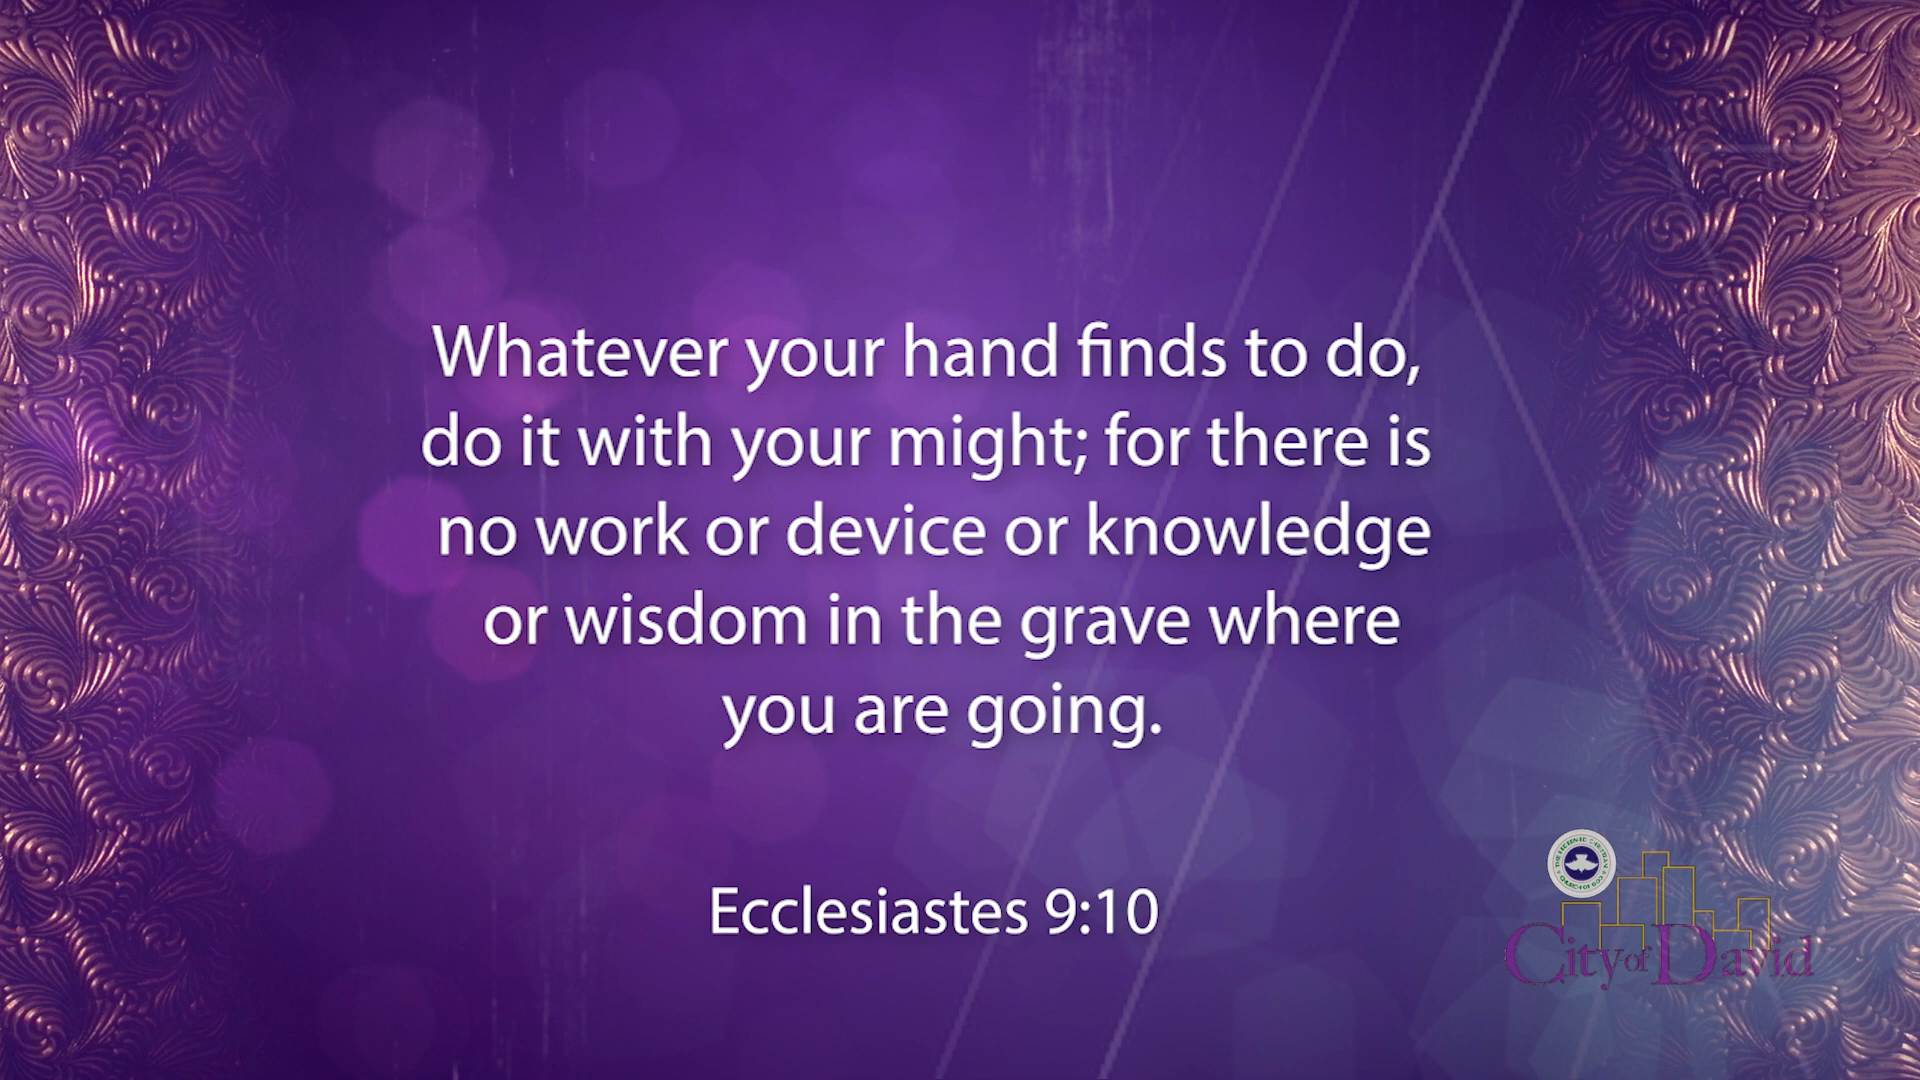 Whatever your hand finds to do,
do it with your might; for there is
no work or device or knowledge
or wisdom in the grave where
you are going.
Ecclesiastes 9:10
City of David